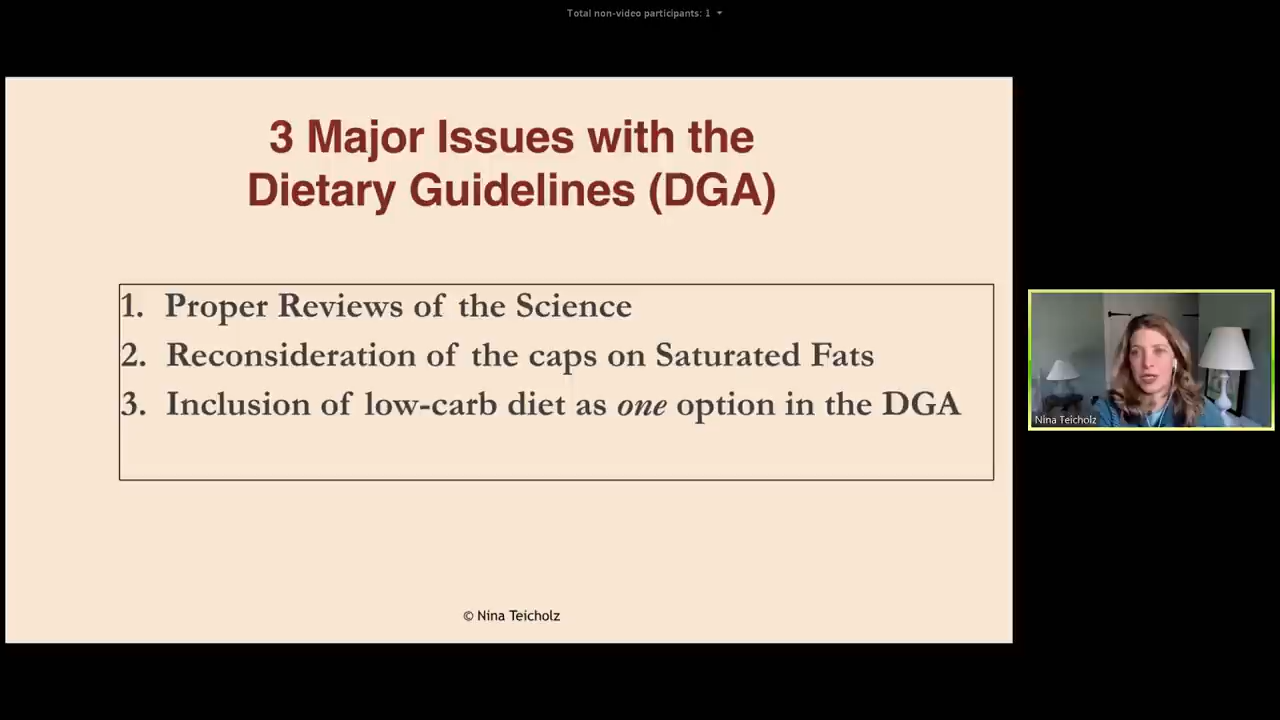 Total non-video participants: 1
3 Major Issues with the
Dietary Guidelines (DGA)
1. Proper Reviews of the Science
2. Reconsideration of the caps on Saturated Fats
3. Inclusion of low-carb diet as one option in the DGA
© Nina Teicholz
Nina Teicholz